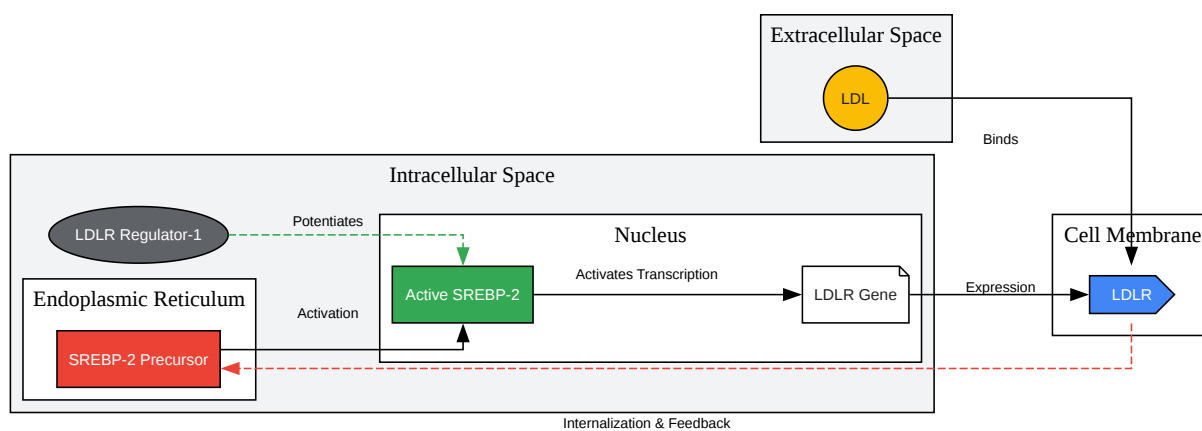 Extracellular Space
LDL
Binds
Intracellular Space
LDLR Regulator-1
Potentiates
Nucleus
Cell Membrane
Endoplasmic Reticulum
Active SREBP-2
Activates Transcription
LDLR Gene
Expression
LDLR
Activation
SREBP-2 Precursor
Internalization & Feedback